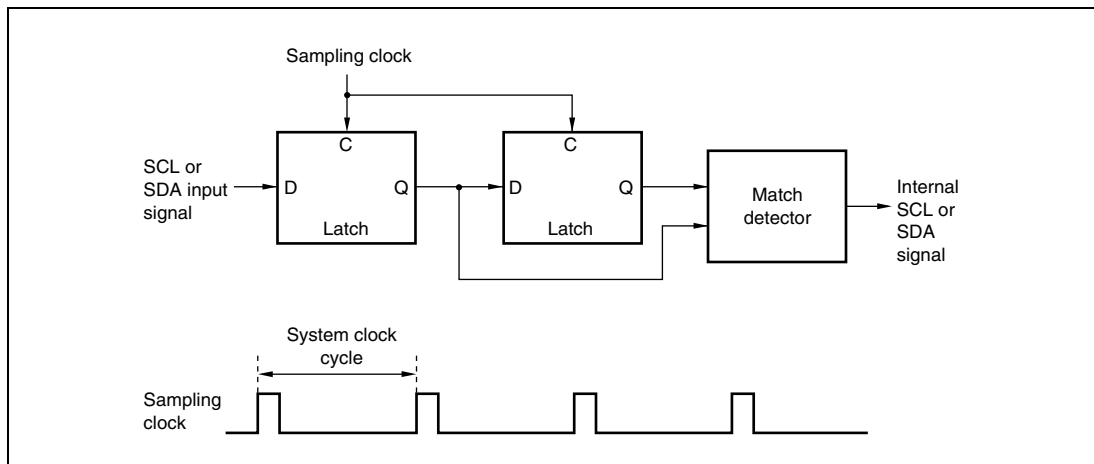 Sampling clock
SCL or
SDA input
signal
D
C
Q
Latch
D
C
Q
Latch
Match
detector
Internal
SCL or
SDA
signal
System clock
cycle
Sampling
clock